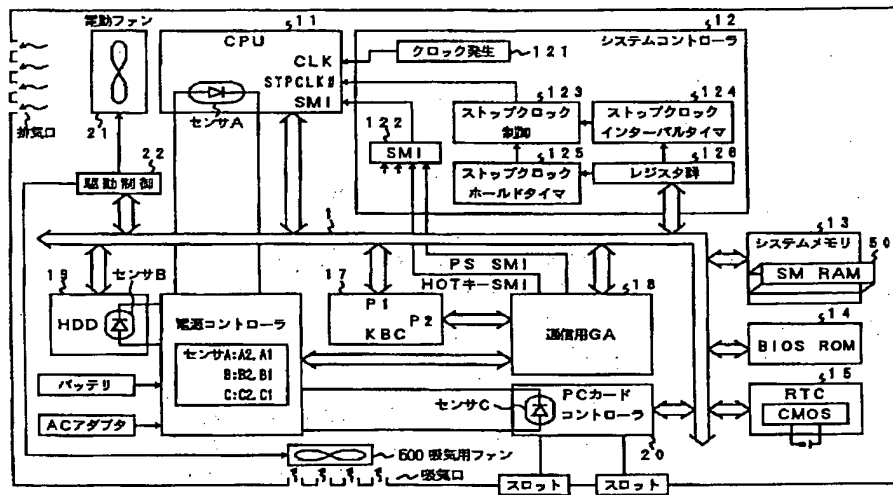 電動ファン
排気口
21
22
駆動制御
11
CPU
CLK
STPCLK#
SMI
センサA
12
システムコントローラ
クロック発生
121
123
ストップクロック
制御
124
ストップクロック
インターバルタイマ
122
SMI
125
ストップクロック
ホールドタイマ
126
レジスタ群
1
PS SMI
HOTキーSMI
13
システムメモリ
50
SM RAM
19
センサB
HDD
電源コントローラ
センサA:A2,A1
B:B2,B1
C:C2,C1
17
P1
P2
KBC
18
通信用GA
14
BIOS ROM
バッテリ
ACアダプタ
センサC
PCカード
コントローラ
20
15
RTC
CMOS
500 吸気用ファン
吸気口
スロット
スロット